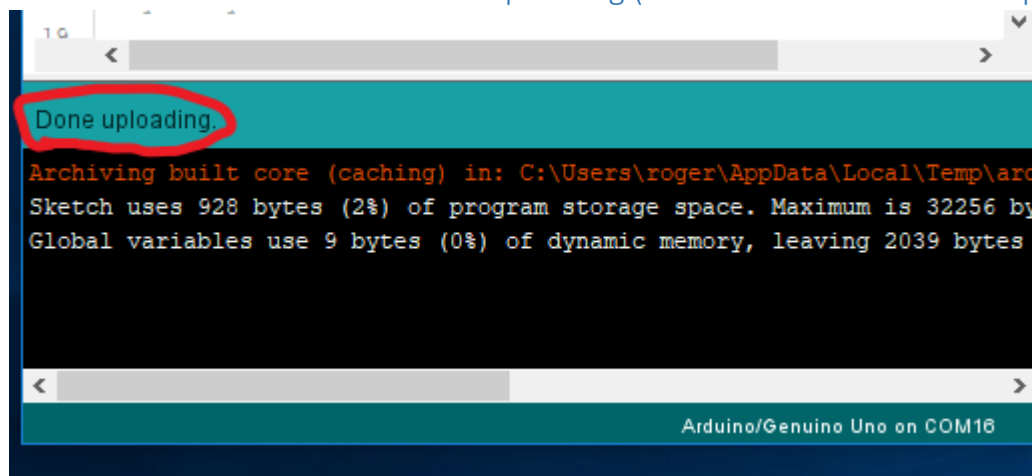 19
Done uploading.
Archiving built core (caching) in: C:\Users\roger\AppData\Local\Temp\ard
Sketch uses 928 bytes (2%) of program storage space. Maximum is 32256 by
Global variables use 9 bytes (0%) of dynamic memory, leaving 2039 bytes
Arduino/Genuino Uno on COM16